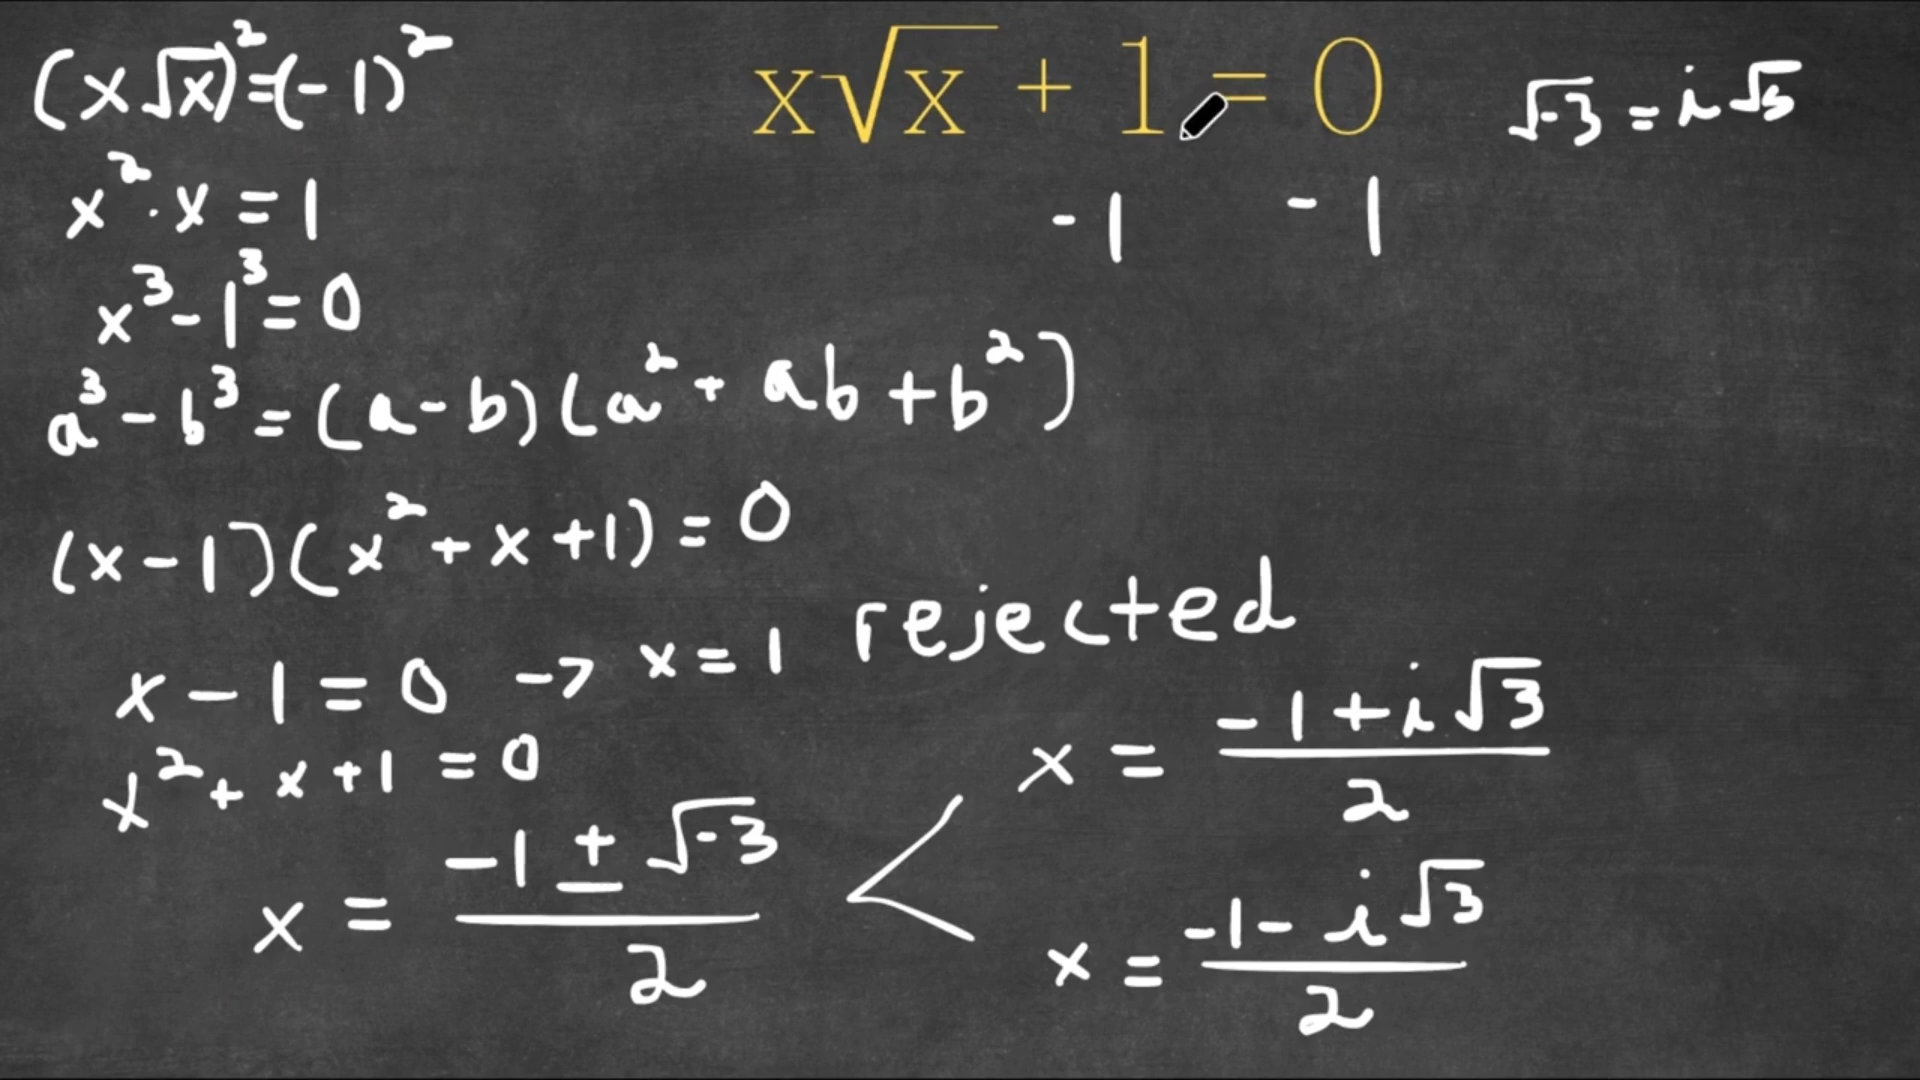 x√x + 1 = 0
-1 -1
√-3 = i√3
(x√x)² = (-1)²
x² · x = 1
x³ - 1³ = 0
a³ - b³ = (a - b)(a² + ab + b²)
(x - 1)(x² + x + 1) = 0
x - 1 = 0 -> x = 1 rejected
x² + x + 1 = 0
x = (-1 ± √-3)/2
x = (-1 + i√3)/2
x = (-1 - i√3)/2